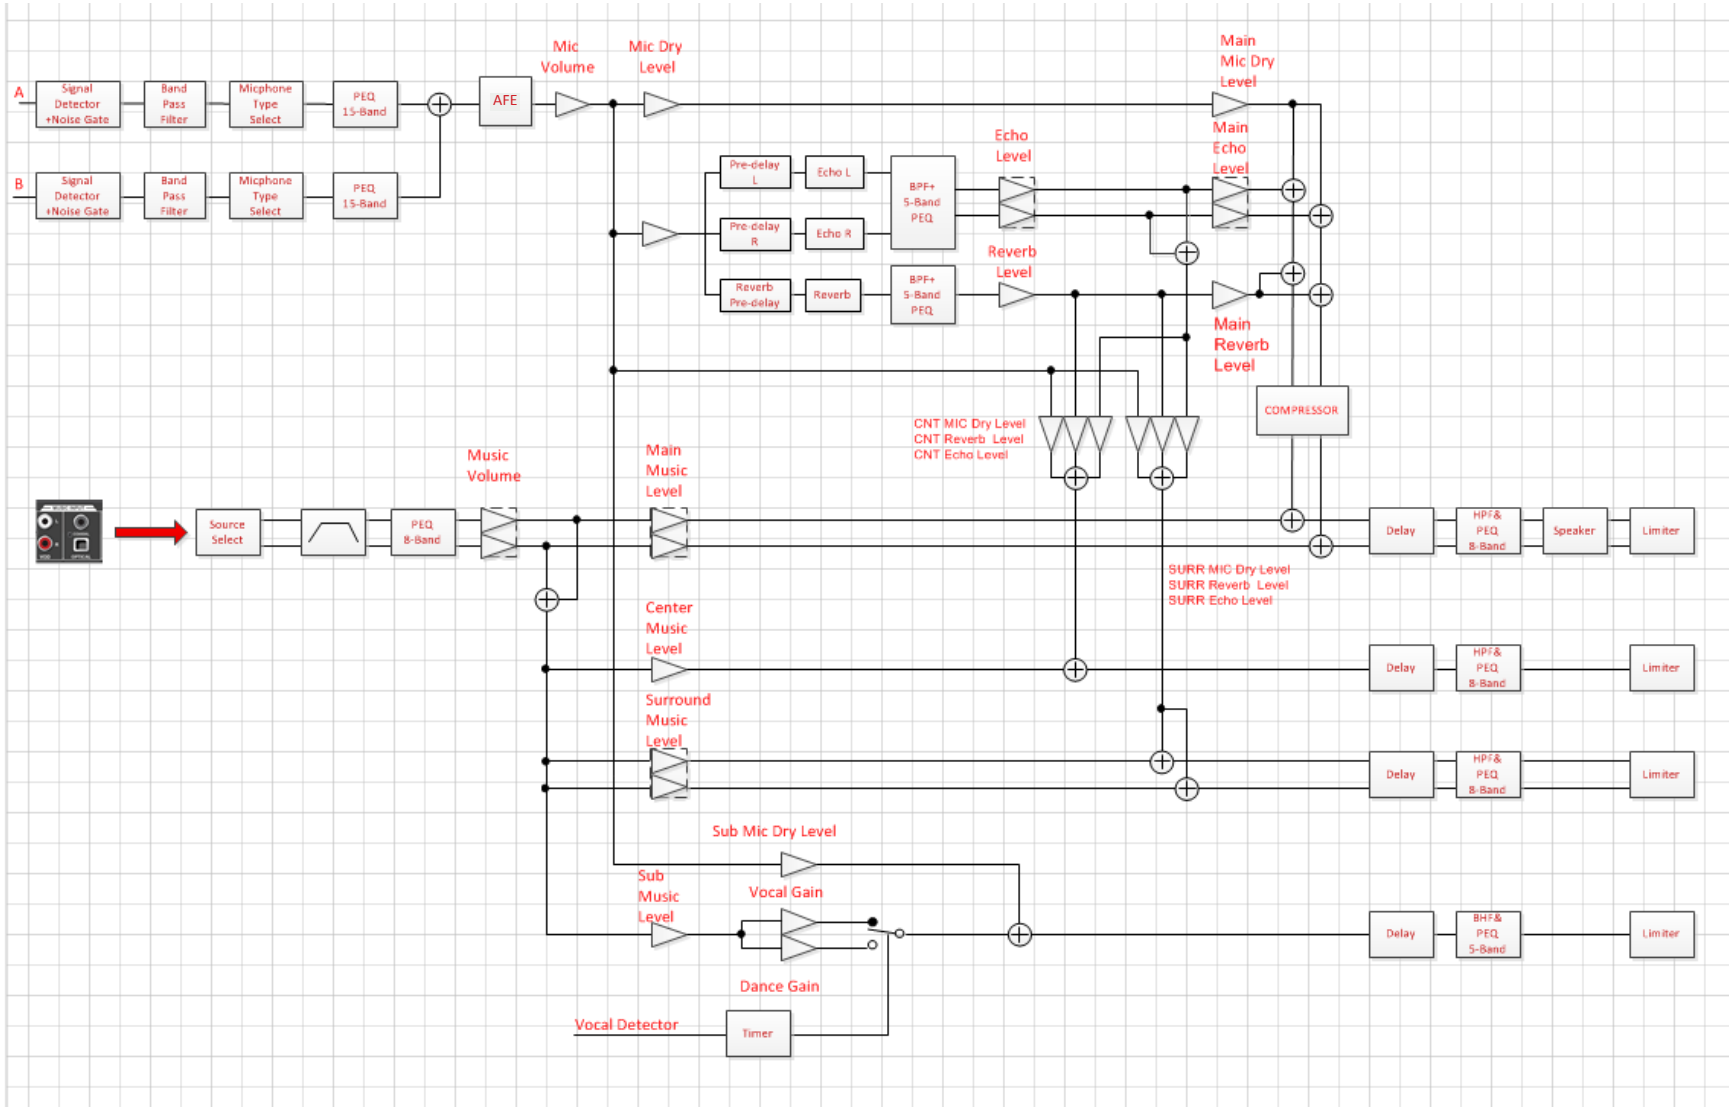 Mic
Volume
Mic Dry
Level
Main
Mic Dry
Level
A
Signal
Detector
+Noise Gate
Band
Pass
Filter
Micphone
Type
Select
PEQ
15-Band
AFE
Main
Echo
Level
Echo
Level
B
Signal
Detector
+Noise Gate
Band
Pass
Filter
Micphone
Type
Select
PEQ
15-Band
Pre-delay
L
Echo L
BPF+
5-Band
PEQ
Pre-delay
R
Echo R
Reverb
Level
Reverb
Pre-delay
Reverb
BPF+
5-Band
PEQ
Main
Reverb
Level
COMPRESSOR
CNT MIC Dry Level
CNT Reverb Level
CNT Echo Level
Music
Volume
Main
Music
Level
MUSIC INPUT
OPTICAL
Source
Select
PEQ
8-Band
Delay
HPF&
PEQ
8-Band
Speaker
Limiter
SURR MIC Dry Level
SURR Reverb Level
SURR Echo Level
Center
Music
Level
Delay
HPF&
PEQ
8-Band
Limiter
Surround
Music
Level
Delay
HPF&
PEQ
8-Band
Limiter
Sub Mic Dry Level
Sub
Music
Level
Vocal Gain
Delay
BHF&
PEQ
5-Band
Limiter
Dance Gain
Vocal Detector
Timer